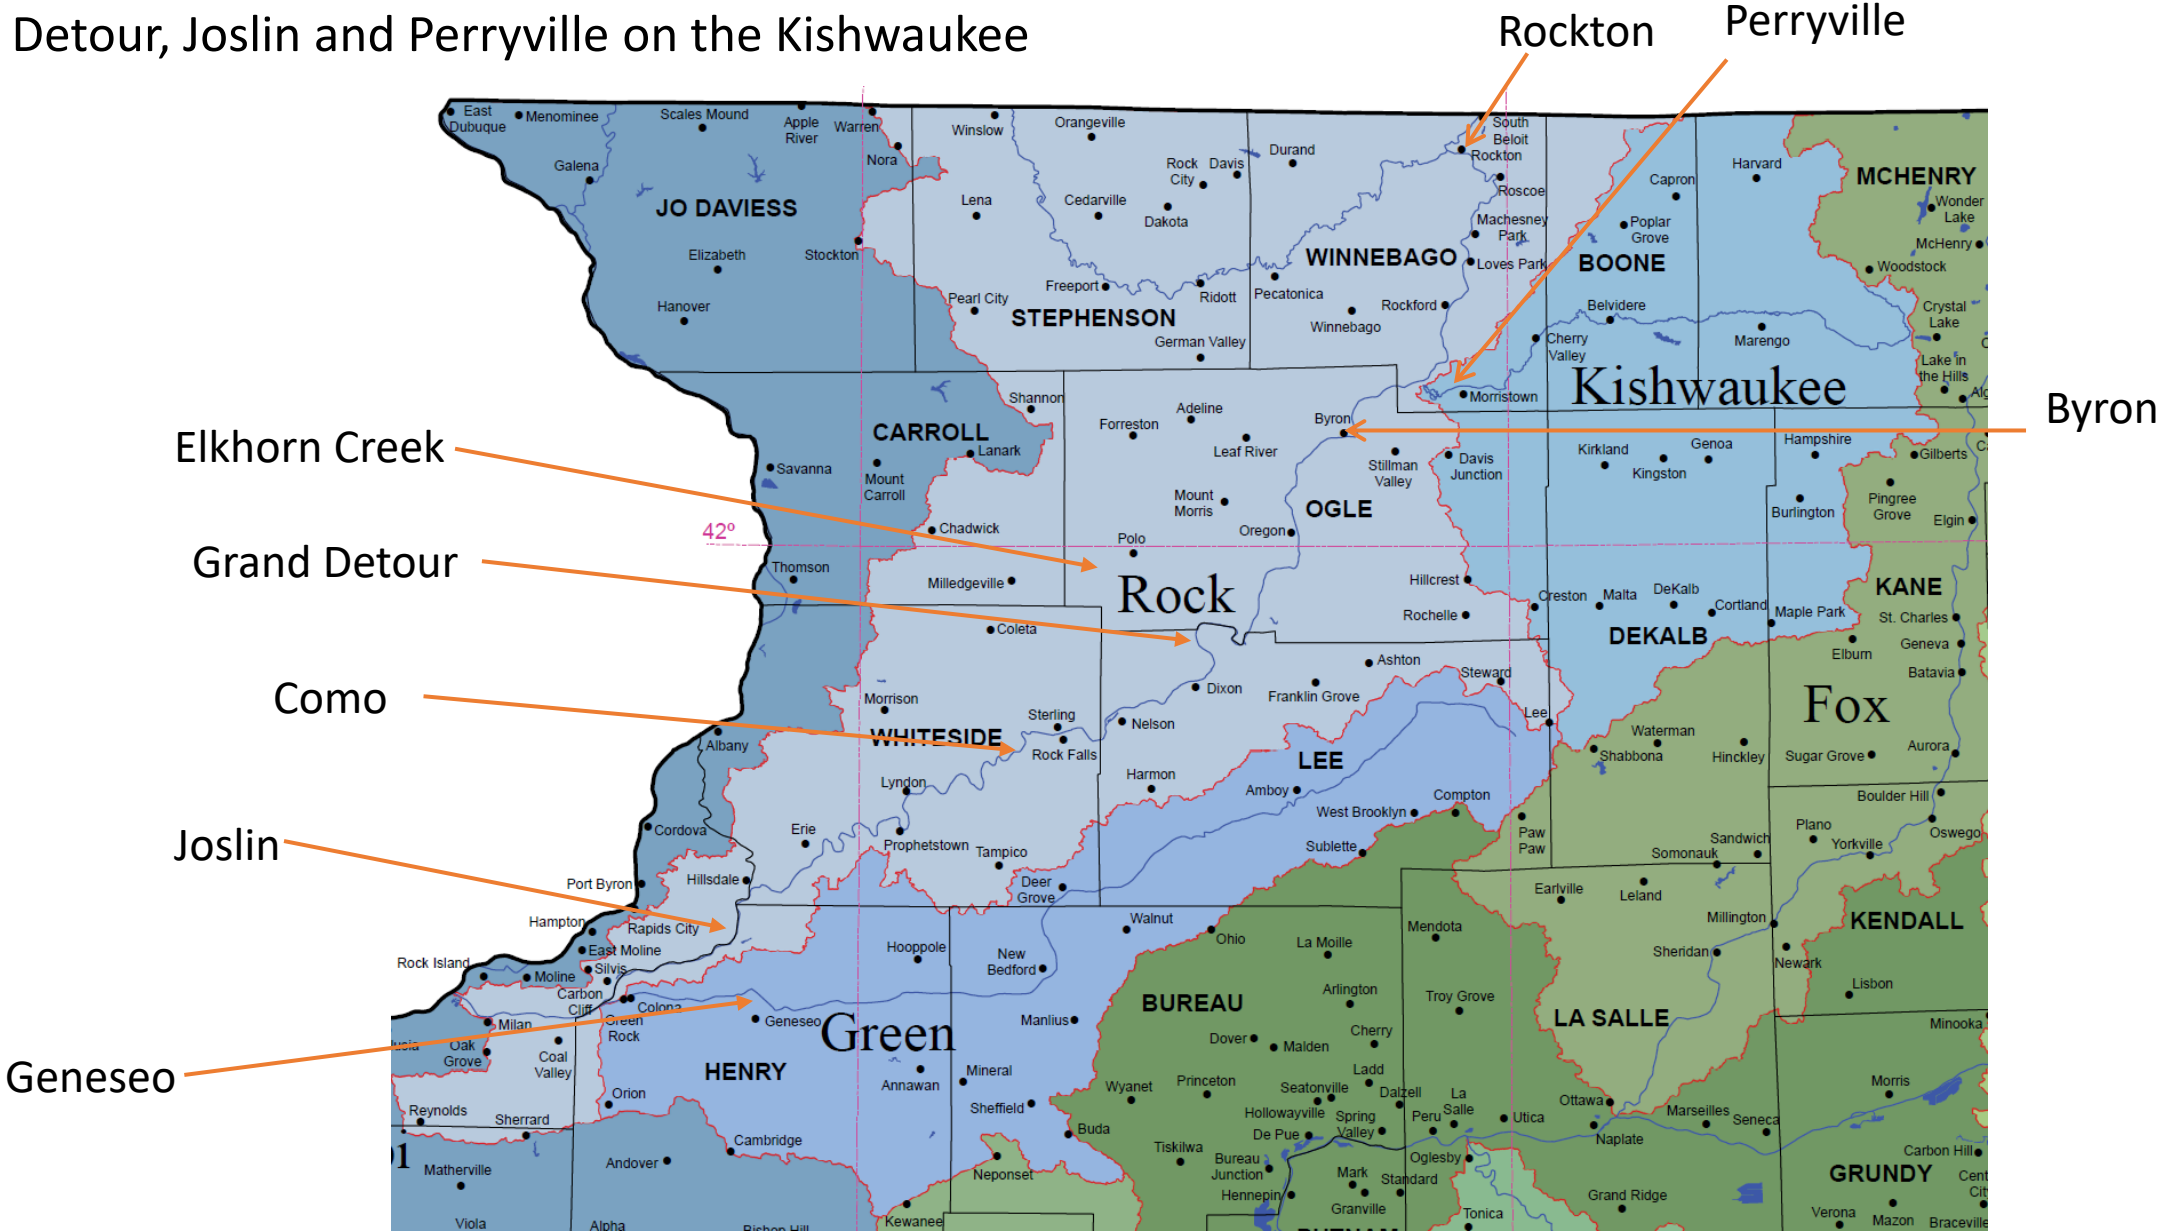 Detour, Joslin and Perryville on the Kishwaukee
Rockton
Perryville
Byron
Elkhorn Creek
Grand Detour
Como
Joslin
Geneseo
42º
East
Dubuque
Menominee
Scales Mound
Apple
River
Warren
Nora
Galena
JO DAVIESS
Elizabeth
Stockton
Hanover
Winslow
Orangeville
Rock
City
Davis
Durand
Lena
Cedarville
Dakota
Freeport
Ridott
Pearl City
STEPHENSON
German Valley
South
Beloit
Rockton
Roscoe
Machesney
Park
WINNEBAGO
Loves Park
Pecatonica
Rockford
Winnebago
Capron
Poplar
Grove
BOONE
Belvidere
Cherry
Valley
Harvard
MCHENRY
Wonder
Lake
McHenry
Woodstock
Crystal
Lake
Marengo
Lake in
the Hills
Alg
Kishwaukee
Morristown
Shannon
CARROLL
Lanark
Savanna
Mount
Carroll
Chadwick
Thomson
Milledgeville
Forreston
Adeline
Leaf River
Byron
Stillman
Valley
Mount
Morris
OGLE
Oregon
Polo
Rock
Hillcrest
Rochelle
Davis
Junction
Kirkland
Kingston
Genoa
Hampshire
Gilberts
Ca
Burlington
Pingree
Grove
Elgin
KANE
Creston
Malta
DeKalb
Cortland
Maple Park
DEKALB
St. Charles
Geneva
Elburn
Batavia
Fox
Coleta
Morrison
WHITESIDE
Sterling
Rock Falls
Albany
Lyndon
Erie
Prophetstown
Tampico
Deer
Grove
Dixon
Nelson
Harmon
Ashton
Franklin Grove
Steward
Lee
LEE
Amboy
West Brooklyn
Compton
Sublette
Paw
Paw
Waterman
Shabbona
Hinckley
Sugar Grove
Aurora
Boulder Hill
Oswego
Plano
Yorkville
Sandwich
Somonauk
Cordova
Port Byron
Hillsdale
Hampton
Rapids City
East Moline
Rock Island
Moline
Silvis
Carbon
Cliff
Colona
Green
Rock
Milan
Oak
Grove
Coal
Valley
Orion
Reynolds
Sherrard
Matherville
Viola
Andover
Alpha
Cambridge
Bishop Hill
Geneseo
Green
HENRY
Hooppole
Annawan
Kewanee
New
Bedford
Mineral
Sheffield
Manlius
Buda
Neponset
Walnut
Ohio
La Moille
BUREAU
Arlington
Dover
Malden
Cherry
Wyanet
Princeton
Seatonville
Ladd
Dalzell
Hollowayville
Spring
Valley
De Pue
Tiskilwa
Bureau
Junction
Hennepin
Mark
Granville
Standard
PUTNAM
Mendota
Earlville
Leland
Troy Grove
LA SALLE
La
Salle
Peru
Utica
Oglesby
Tonica
Ottawa
Naplate
Grand Ridge
Marseilles
Seneca
Millington
Sheridan
Newark
KENDALL
Lisbon
Minooka
Morris
Carbon Hill
GRUNDY
Verona
Mazon
Cent
Cit
Braceville